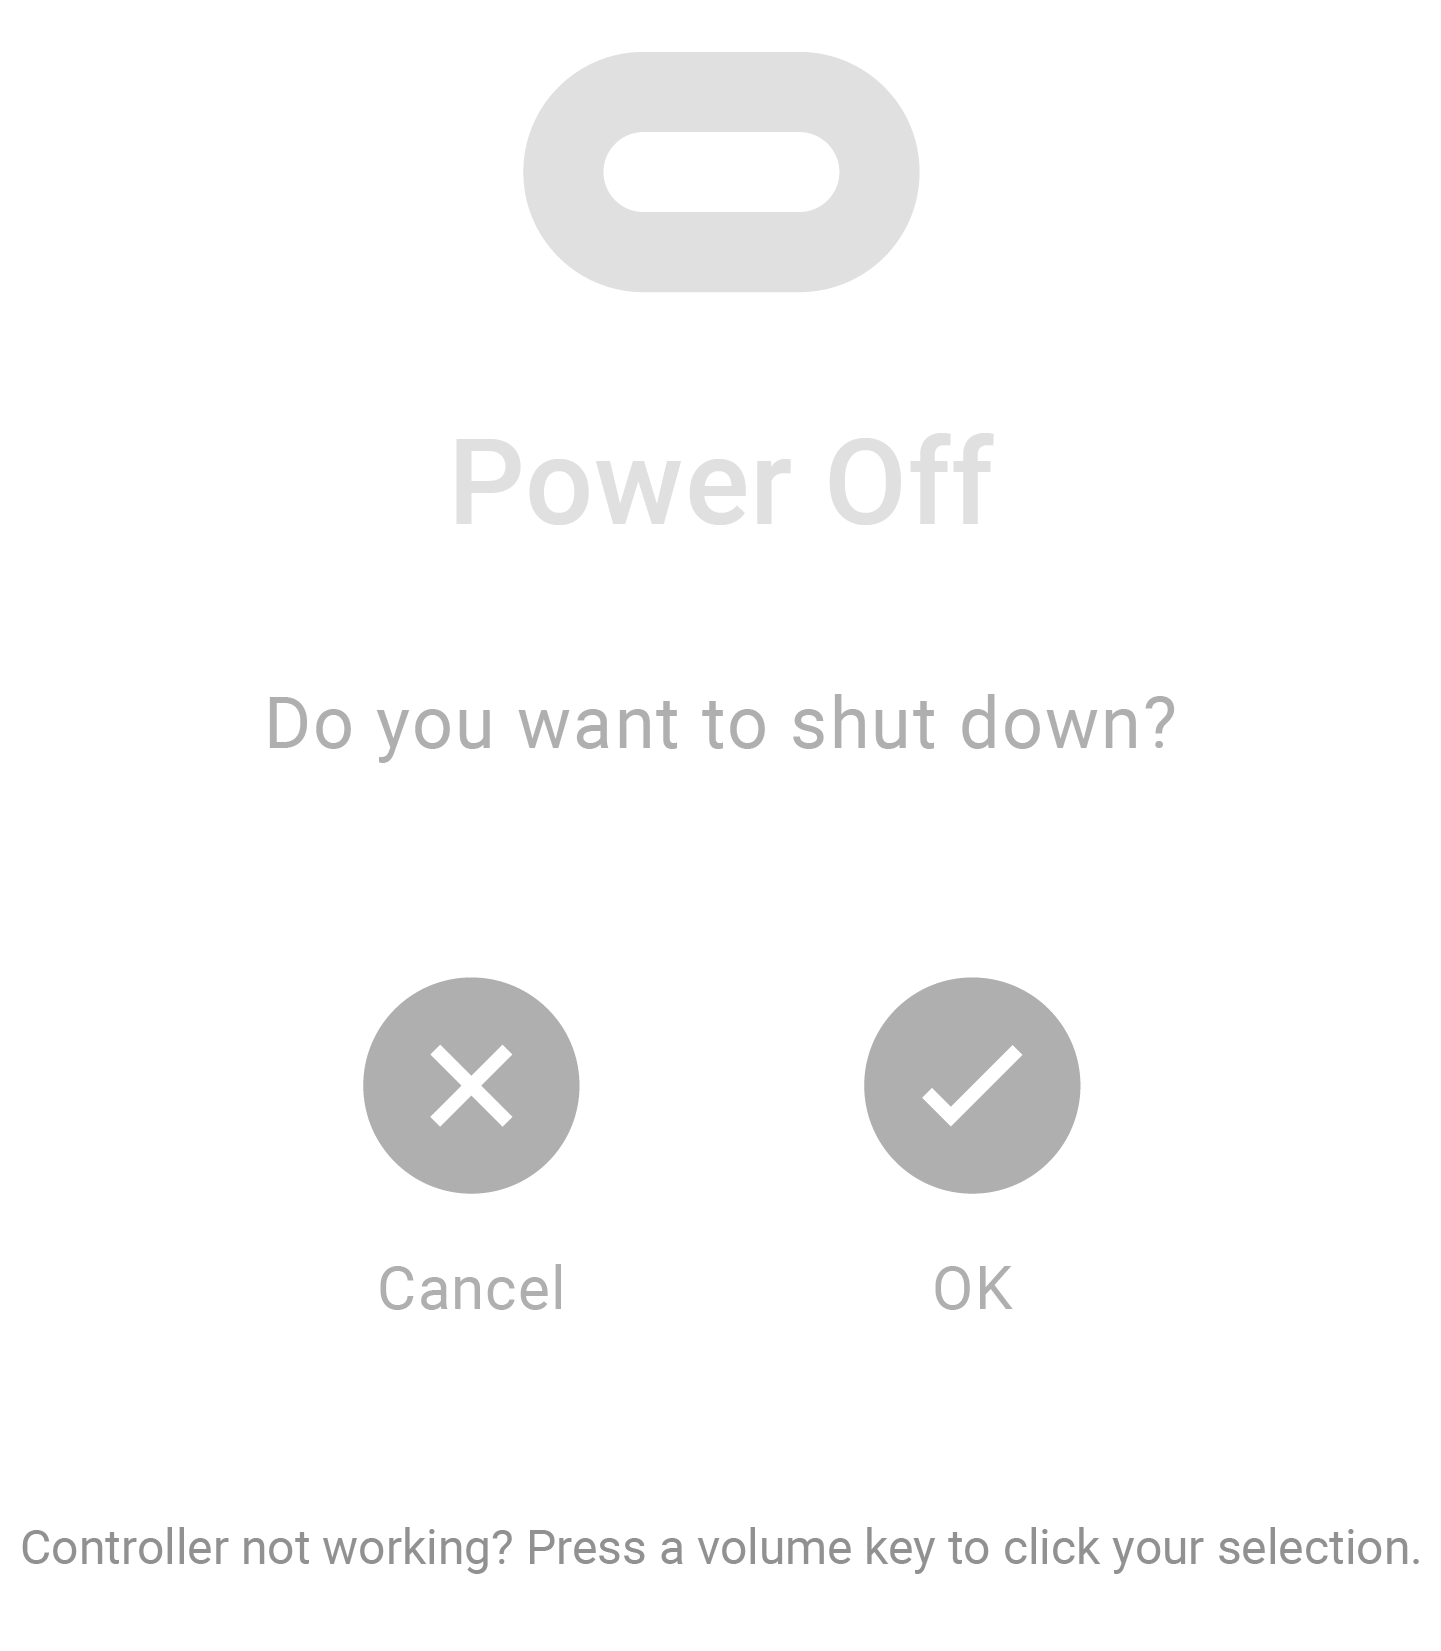 Power Off
Do you want to shut down?
Cancel
OK
Controller not working? Press a volume key to click your selection.